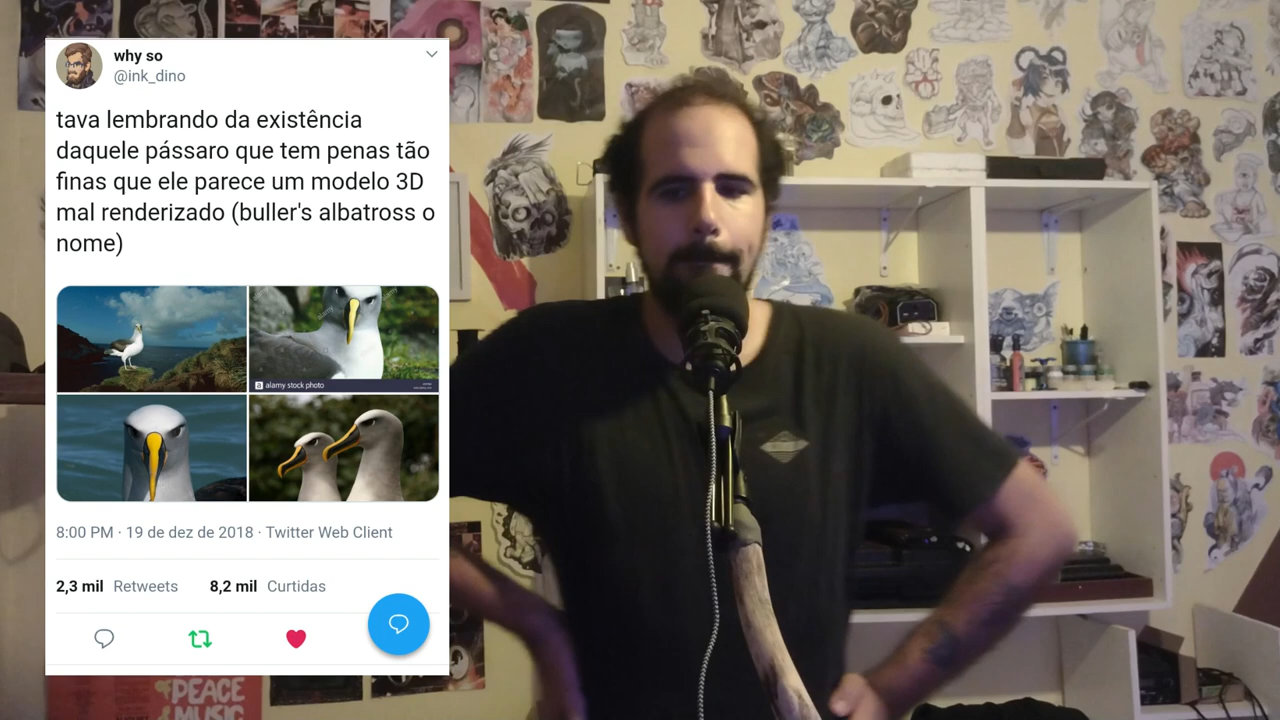 why so
@ink_dino
tava lembrando da existência
daquele pássaro que tem penas tão
finas que ele parece um modelo 3D
mal renderizado (buller's albatross o
nome)
a alamy stock photo
8:00 PM · 19 de dez de 2018 · Twitter Web Client
2,3 mil Retweets 8,2 mil Curtidas
PEACE
MUSIC